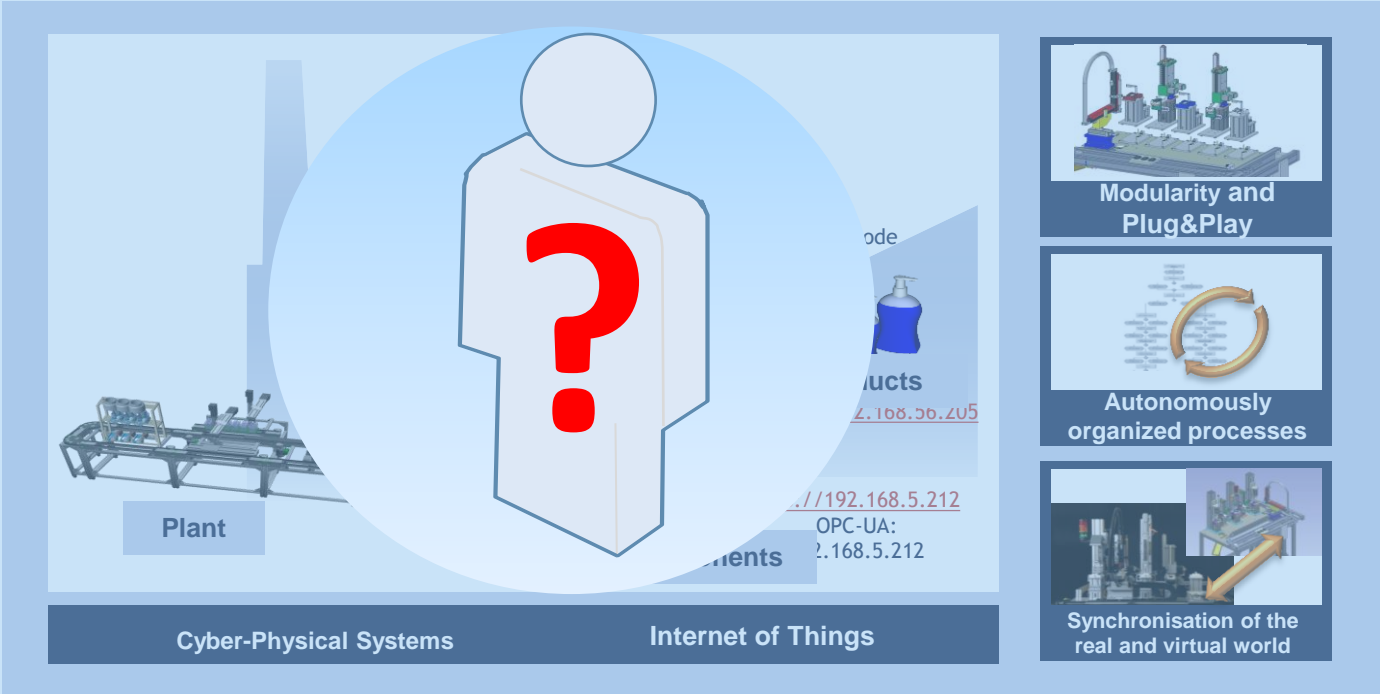 ?
Plant
Cyber-Physical Systems
Internet of Things
ode
ucts
2.168.56.205
://192.168.5.212
OPC-UA:
2.168.5.212
nents
Modularity and
Plug&Play
Autonomously
organized processes
Synchronisation of the
real and virtual world